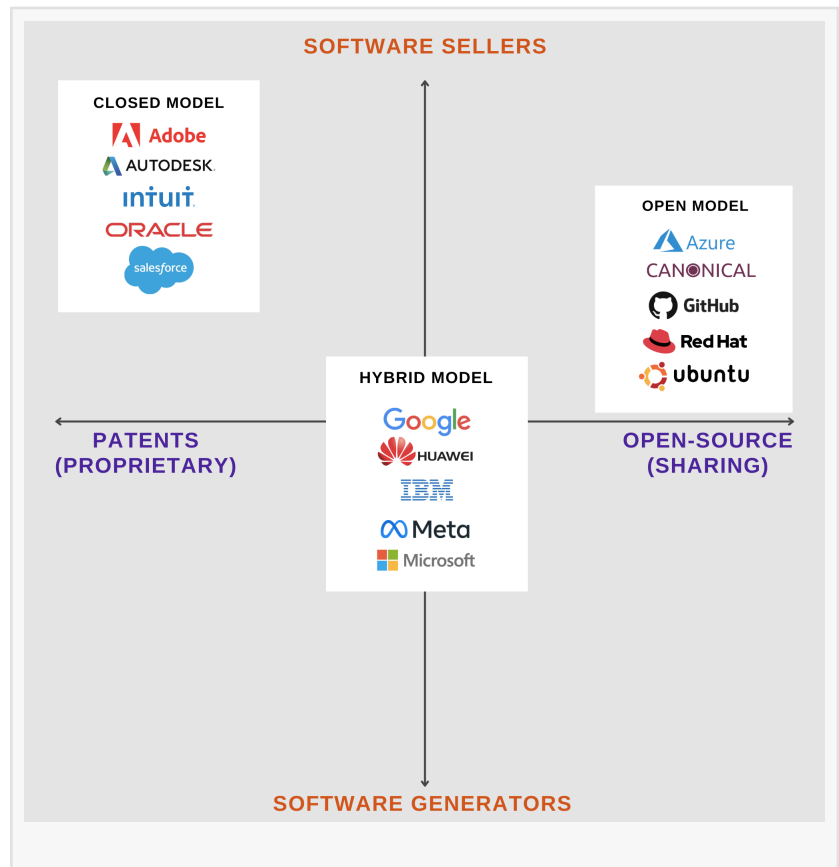 SOFTWARE SELLERS
CLOSED MODEL
Adobe
AUTODESK.
INTUIT.
ORACLE
salesforce
OPEN MODEL
Azure
CANONICAL
GitHub
Red Hat
ubuntu
HYBRID MODEL
Google
HUAWEI
IBM
Meta
Microsoft
PATENTS
(PROPRIETARY)
OPEN-SOURCE
(SHARING)
SOFTWARE GENERATORS